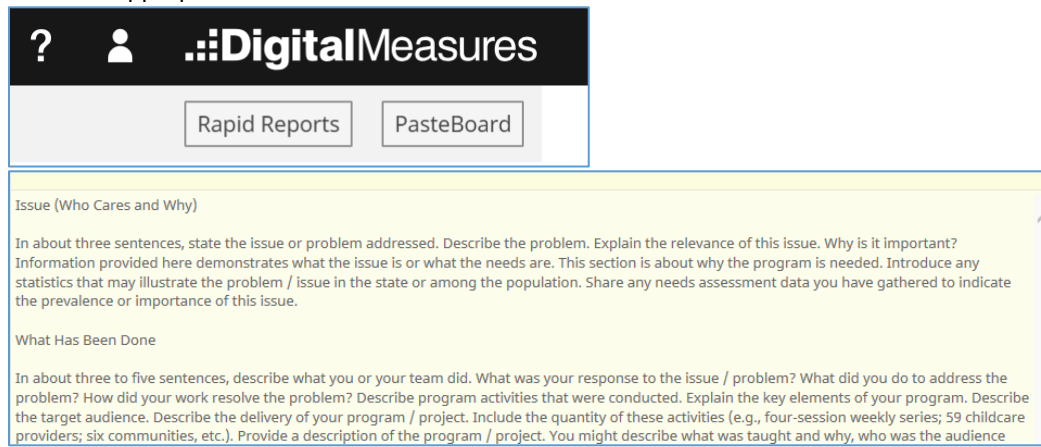 ? .::DigitalMeasures
Rapid Reports PasteBoard
Issue (Who Cares and Why)
In about three sentences, state the issue or problem addressed. Describe the problem. Explain the relevance of this issue. Why is it important?
Information provided here demonstrates what the issue is or what the needs are. This section is about why the program is needed. Introduce any
statistics that may illustrate the problem / issue in the state or among the population. Share any needs assessment data you have gathered to indicate
the prevalence or importance of this issue.
What Has Been Done
In about three to five sentences, describe what you or your team did. What was your response to the issue / problem? What did you do to address the
problem? How did your work resolve the problem? Describe program activities that were conducted. Explain the key elements of your program. Describe
the target audience. Describe the delivery of your program / project. Include the quantity of these activities (e.g., four-session weekly series; 59 childcare
providers; six communities, etc.). Provide a description of the program / project. You might describe what was taught and why, who was the audience